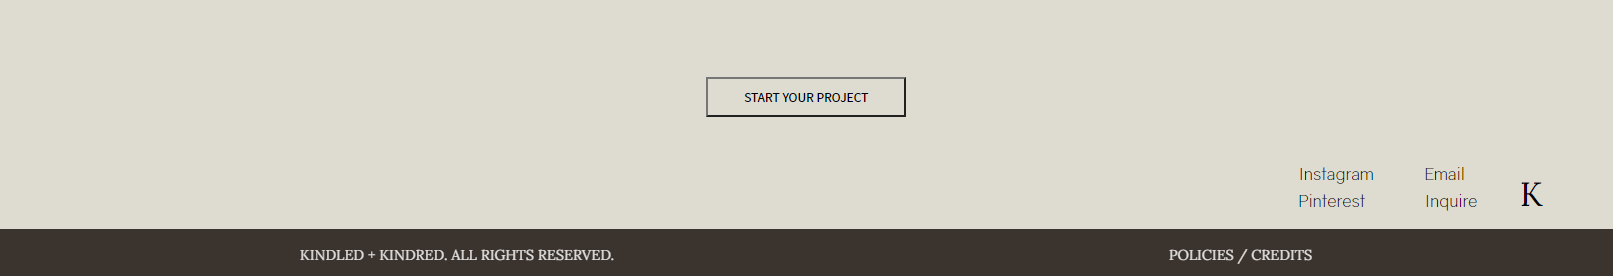 START YOUR PROJECT
Instagram Email
Pinterest Inquire
K
KINDLED + KINDRED. ALL RIGHTS RESERVED. POLICIES / CREDITS